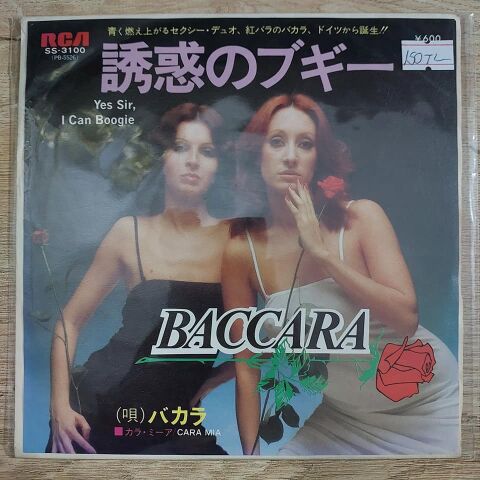 青く燃え上がるセクシー・デュオ、紅バラのバカラ、ドイツから誕生!!
RCA
SS-3100
(PB-5526)
¥600
150TL
誘惑のブギー
Yes Sir,
I Can Boogie
BACCARA
(唄)バカラ
■カラ・ミーア/CARA MIA